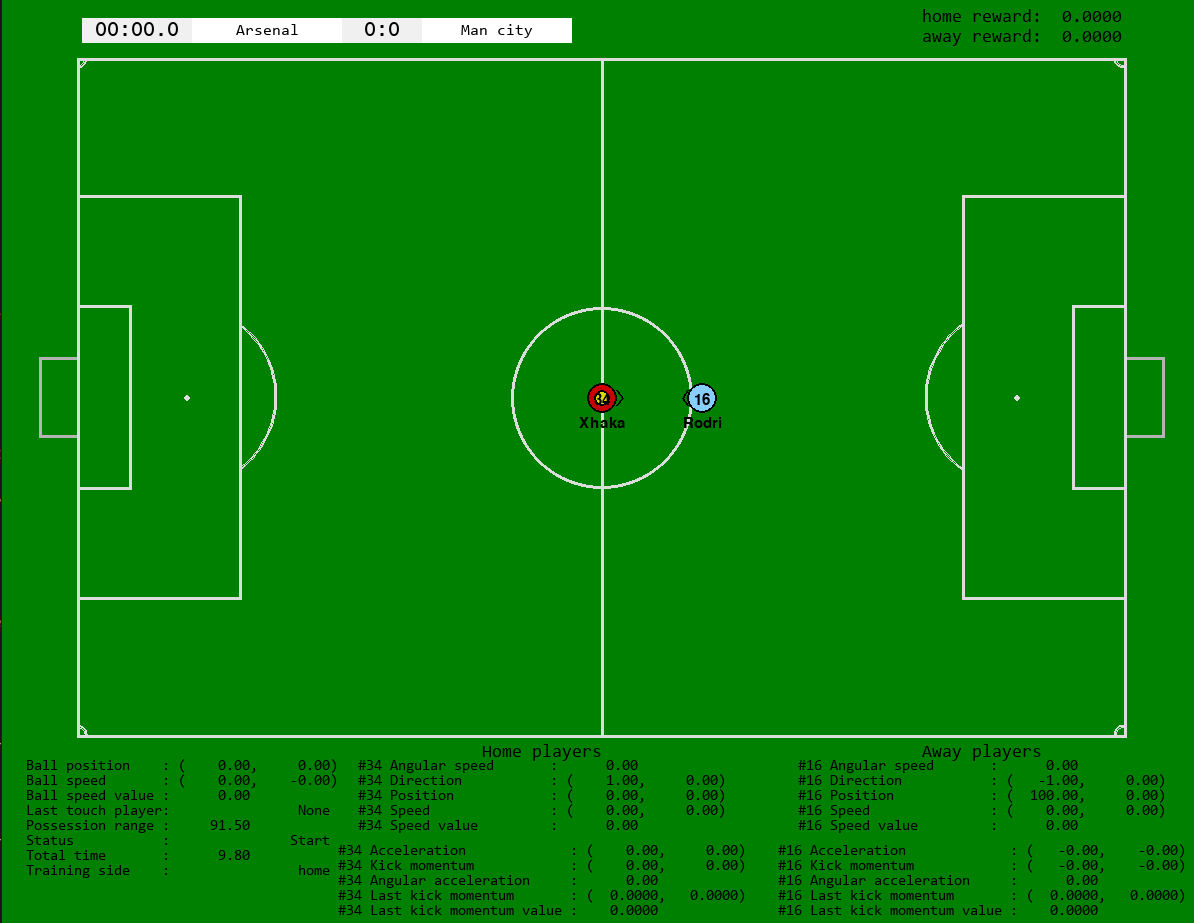 00:00.0 Arsenal 0:0 Man city
home reward: 0.0000
away reward: 0.0000
34 16
Xhaka Rodri
Home players Away players
Ball position : ( 0.00, 0.00) #34 Angular speed : 0.00 #16 Angular speed : 0.00
Ball speed : ( 0.00, -0.00) #34 Direction : ( 1.00, 0.00) #16 Direction : ( -1.00, 0.00)
Ball speed value : 0.00 #34 Position : ( 0.00, 0.00) #16 Position : ( 100.00, 0.00)
Last touch player: None #34 Speed : ( 0.00, 0.00) #16 Speed : ( 0.00, 0.00)
Possession range : 91.50 #34 Speed value : 0.00 #16 Speed value : 0.00
Status : Start
#34 Acceleration : ( 0.00, 0.00) #16 Acceleration : ( -0.00, -0.00)
Total time : 9.80
#34 Kick momentum : ( 0.00, 0.00) #16 Kick momentum : ( -0.00, -0.00)
Training side : home
#34 Angular acceleration : 0.00 #16 Angular acceleration : 0.00
#34 Last kick momentum : ( 0.0000, 0.0000) #16 Last kick momentum : ( 0.0000, 0.0000)
#34 Last kick momentum value : 0.0000 #16 Last kick momentum value : 0.0000